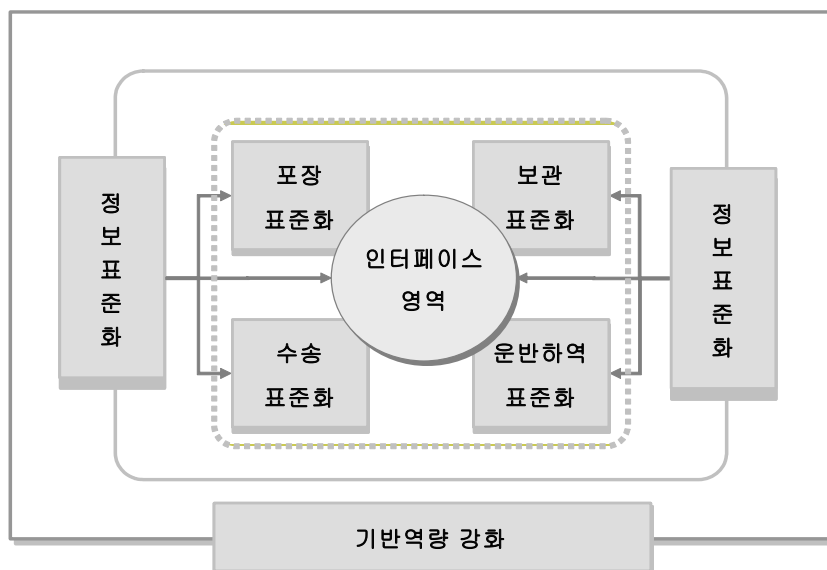 포장
표준화
보관
표준화
정
보
표
준
화
인터페이스
영역
정
보
표
준
화
수송
표준화
운반하역
표준화
기반역량 강화